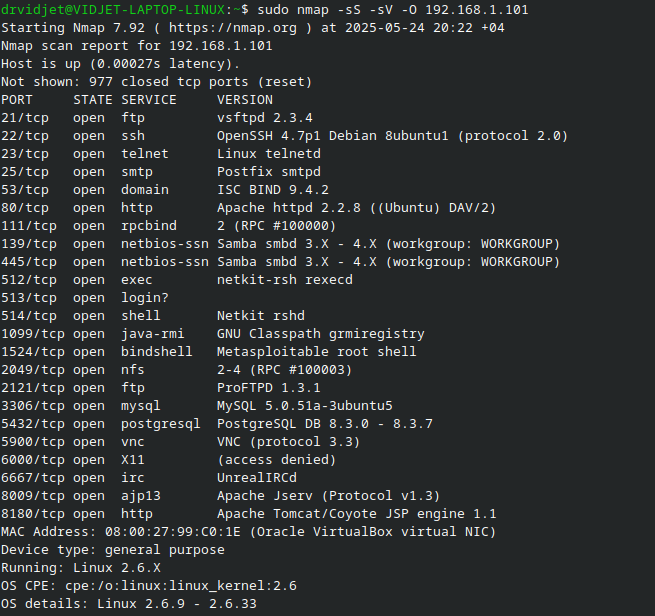 drvidjet@VIDJET-LAPTOP-LINUX:~$ sudo nmap -sS -sV -O 192.168.1.101
Starting Nmap 7.92 ( https://nmap.org ) at 2025-05-24 20:22 +04
Nmap scan report for 192.168.1.101
Host is up (0.00027s latency).
Not shown: 977 closed tcp ports (reset)
PORT     STATE SERVICE     VERSION
21/tcp   open  ftp         vsftpd 2.3.4
22/tcp   open  ssh         OpenSSH 4.7p1 Debian 8ubuntu1 (protocol 2.0)
23/tcp   open  telnet      Linux telnetd
25/tcp   open  smtp        Postfix smtpd
53/tcp   open  domain      ISC BIND 9.4.2
80/tcp   open  http        Apache httpd 2.2.8 ((Ubuntu) DAV/2)
111/tcp  open  rpcbind     2 (RPC #100000)
139/tcp  open  netbios-ssn Samba smbd 3.X - 4.X (workgroup: WORKGROUP)
445/tcp  open  netbios-ssn Samba smbd 3.X - 4.X (workgroup: WORKGROUP)
512/tcp  open  exec        netkit-rsh rexecd
513/tcp  open  login?
514/tcp  open  shell       Netkit rshd
1099/tcp open  java-rmi    GNU Classpath grmiregistry
1524/tcp open  bindshell   Metasploitable root shell
2049/tcp open  nfs         2-4 (RPC #100003)
2121/tcp open  ftp         ProFTPD 1.3.1
3306/tcp open  mysql       MySQL 5.0.51a-3ubuntu5
5432/tcp open  postgresql  PostgreSQL DB 8.3.0 - 8.3.7
5900/tcp open  vnc         VNC (protocol 3.3)
6000/tcp open  X11         (access denied)
6667/tcp open  irc         UnrealIRCd
8009/tcp open  ajp13       Apache Jserv (Protocol v1.3)
8180/tcp open  http        Apache Tomcat/Coyote JSP engine 1.1
MAC Address: 08:00:27:99:C0:1E (Oracle VirtualBox virtual NIC)
Device type: general purpose
Running: Linux 2.6.X
OS CPE: cpe:/o:linux:linux_kernel:2.6
OS details: Linux 2.6.9 - 2.6.33